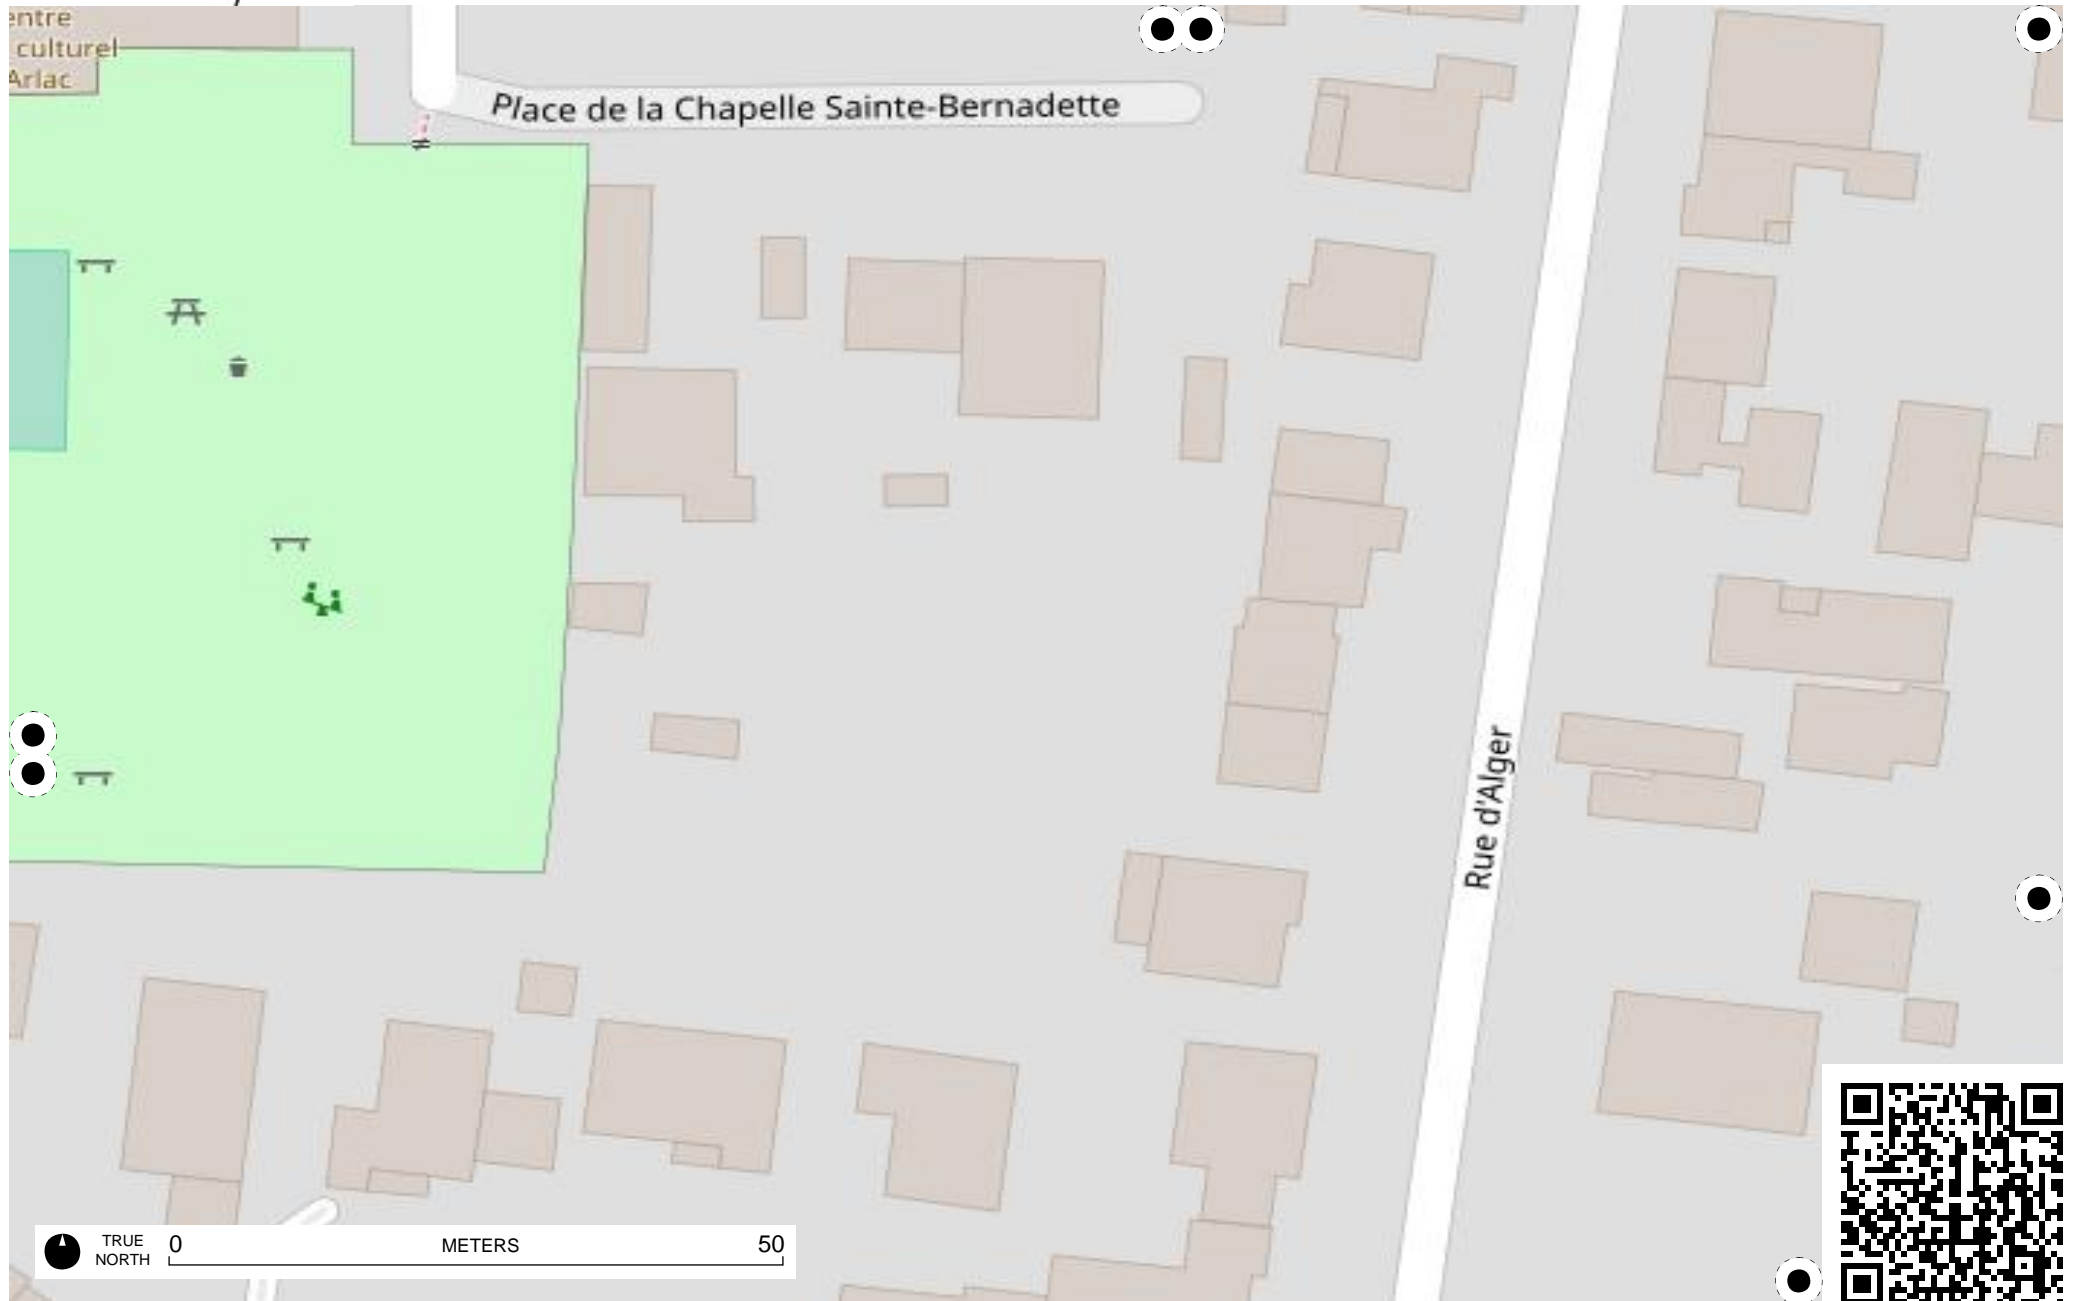 entre
culturel
Arlac
Place de la Chapelle Sainte-Bernadette
Rue d'Alger
TRUE
NORTH
0 METERS 50